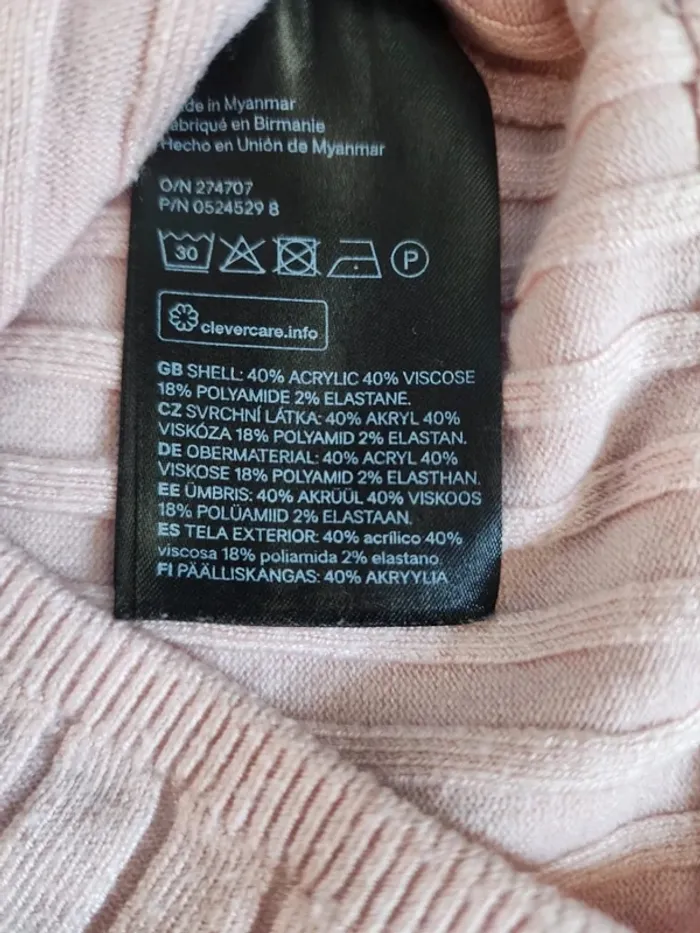 de in Myanmar
abriqué en Birmanie
Hecho en Unión de Myanmar
O/N 274707
P/N 0524529 8
30 P
clevercare.info
GB SHELL: 40% ACRYLIC 40% VISCOSE
18% POLYAMIDE 2% ELASTANE.
CZ SVRCHNÍ LÁTKA: 40% AKRYL 40%
VISKÓZA 18% POLYAMID 2% ELASTAN.
DE OBERMATERIAL: 40% ACRYL 40%
VISKOSE 18% POLYAMID 2% ELASTHAN.
EE ÜMBRIS: 40% AKRÜÜL 40% VISKOOS
18% POLÜAMIID 2% ELASTAAN.
ES TELA EXTERIOR: 40% acrílico 40%
viscosa 18% poliamida 2% elastano
FI PÄÄLLISKANGAS: 40% AKRYYLIA